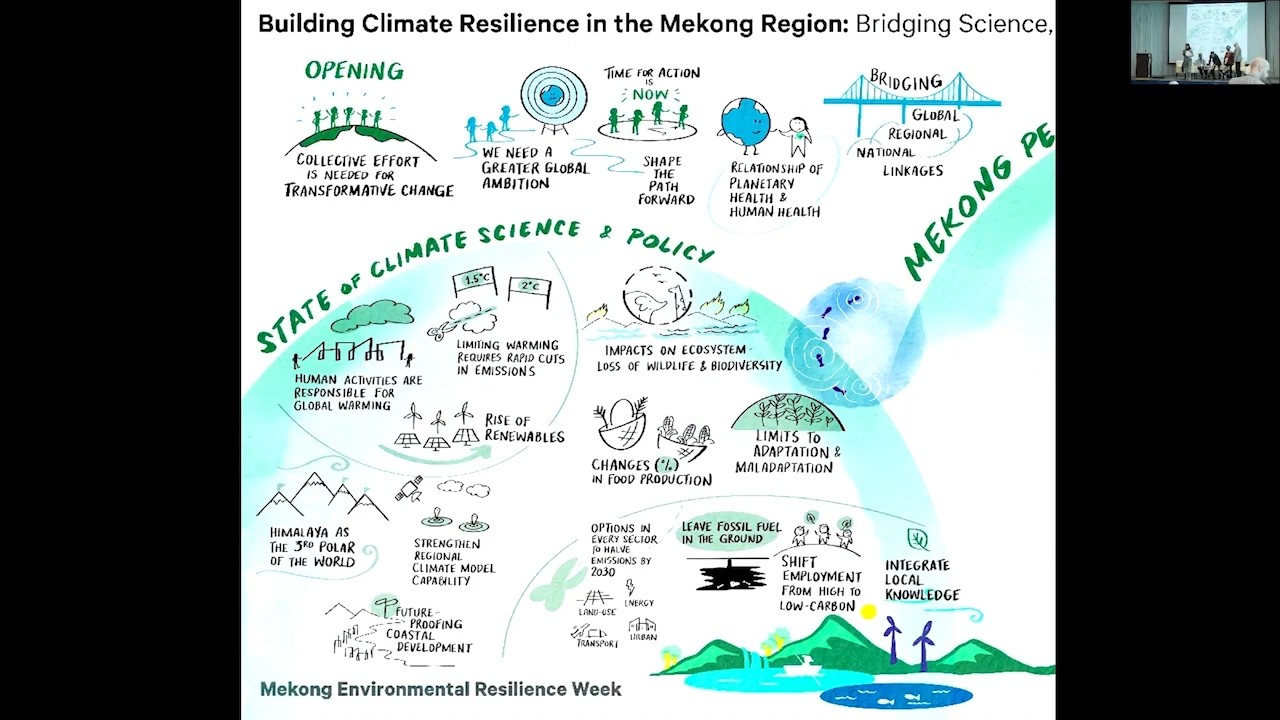 Building Climate Resilience in the Mekong Region: Bridging Science,
OPENING
COLLECTIVE EFFORT
IS NEEDED FOR
TRANSFORMATIVE CHANGE
WE NEED A
GREATER GLOBAL
AMBITION
TIME FOR ACTION
IS
NOW
SHAPE
THE
PATH
FORWARD
RELATIONSHIP OF
PLANETARY
HEALTH &
HUMAN HEALTH
BRIDGING
GLOBAL
REGIONAL
NATIONAL
LINKAGES
STATE OF CLIMATE SCIENCE & POLICY
MEKONG PE
1.5°C
2°C
HUMAN ACTIVITIES ARE
RESPONSIBLE FOR
GLOBAL WARMING
LIMITING WARMING
REQUIRES RAPID CUTS
IN EMISSIONS
RISE OF
RENEWABLES
IMPACTS ON ECOSYSTEM -
LOSS OF WILDLIFE & BIODIVERSITY
CHANGES (%)
IN FOOD PRODUCTION
LIMITS TO
ADAPTATION &
MALADAPTATION
HIMALAYA AS
THE 3RD POLAR
OF THE WORLD
STRENGTHEN
REGIONAL
CLIMATE MODEL
CAPABILITY
FUTURE-
PROOFING
COASTAL
DEVELOPMENT
OPTIONS IN
EVERY SECTOR
TO HALVE
EMISSIONS BY
2030
LAND-USE
ENERGY
TRANSPORT
URBAN
LEAVE FOSSIL FUEL
IN THE GROUND
SHIFT
EMPLOYMENT
FROM HIGH TO
LOW-CARBON
INTEGRATE
LOCAL
KNOWLEDGE
Mekong Environmental Resilience Week